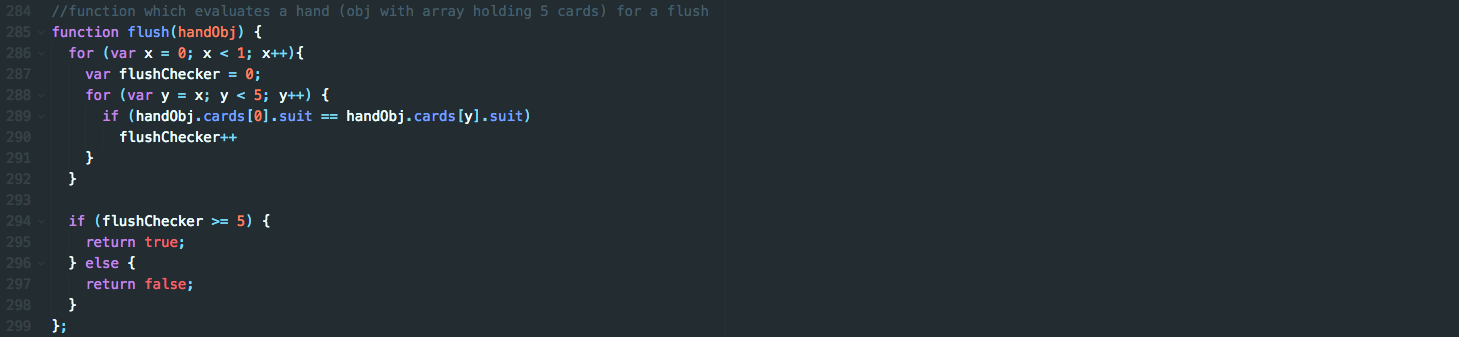 284 //function which evaluates a hand (obj with array holding 5 cards) for a flush
285 function flush(handObj) {
286   for (var x = 0; x < 1; x++){
287     var flushChecker = 0;
288     for (var y = x; y < 5; y++) {
289       if (handObj.cards[0].suit == handObj.cards[y].suit)
290         flushChecker++
291     }
292   }
293
294   if (flushChecker >= 5) {
295     return true;
296   } else {
297     return false;
298   }
299 };